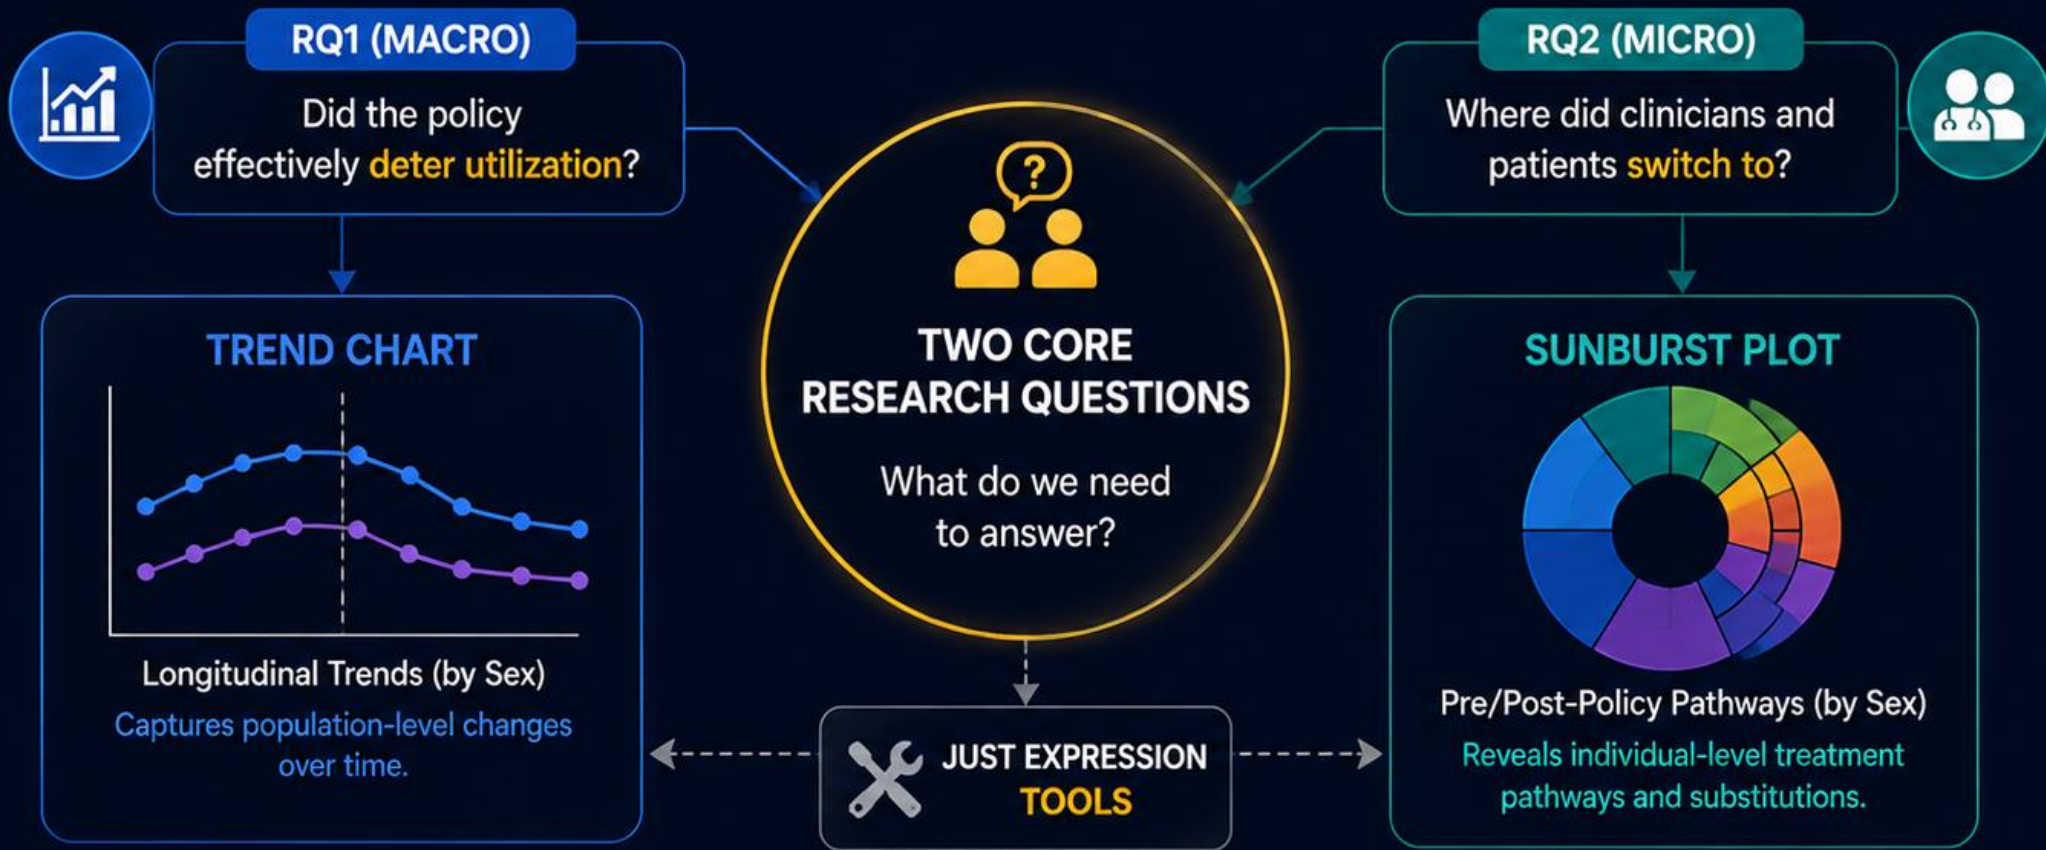 RQ1 (MACRO)
Did the policy
effectively deter utilization?
TREND CHART
Longitudinal Trends (by Sex)
Captures population-level changes
over time.
?
TWO CORE
RESEARCH QUESTIONS
What do we need
to answer?
JUST EXPRESSION
TOOLS
RQ2 (MICRO)
Where did clinicians and
patients switch to?
SUNBURST PLOT
Pre/Post-Policy Pathways (by Sex)
Reveals individual-level treatment
pathways and substitutions.